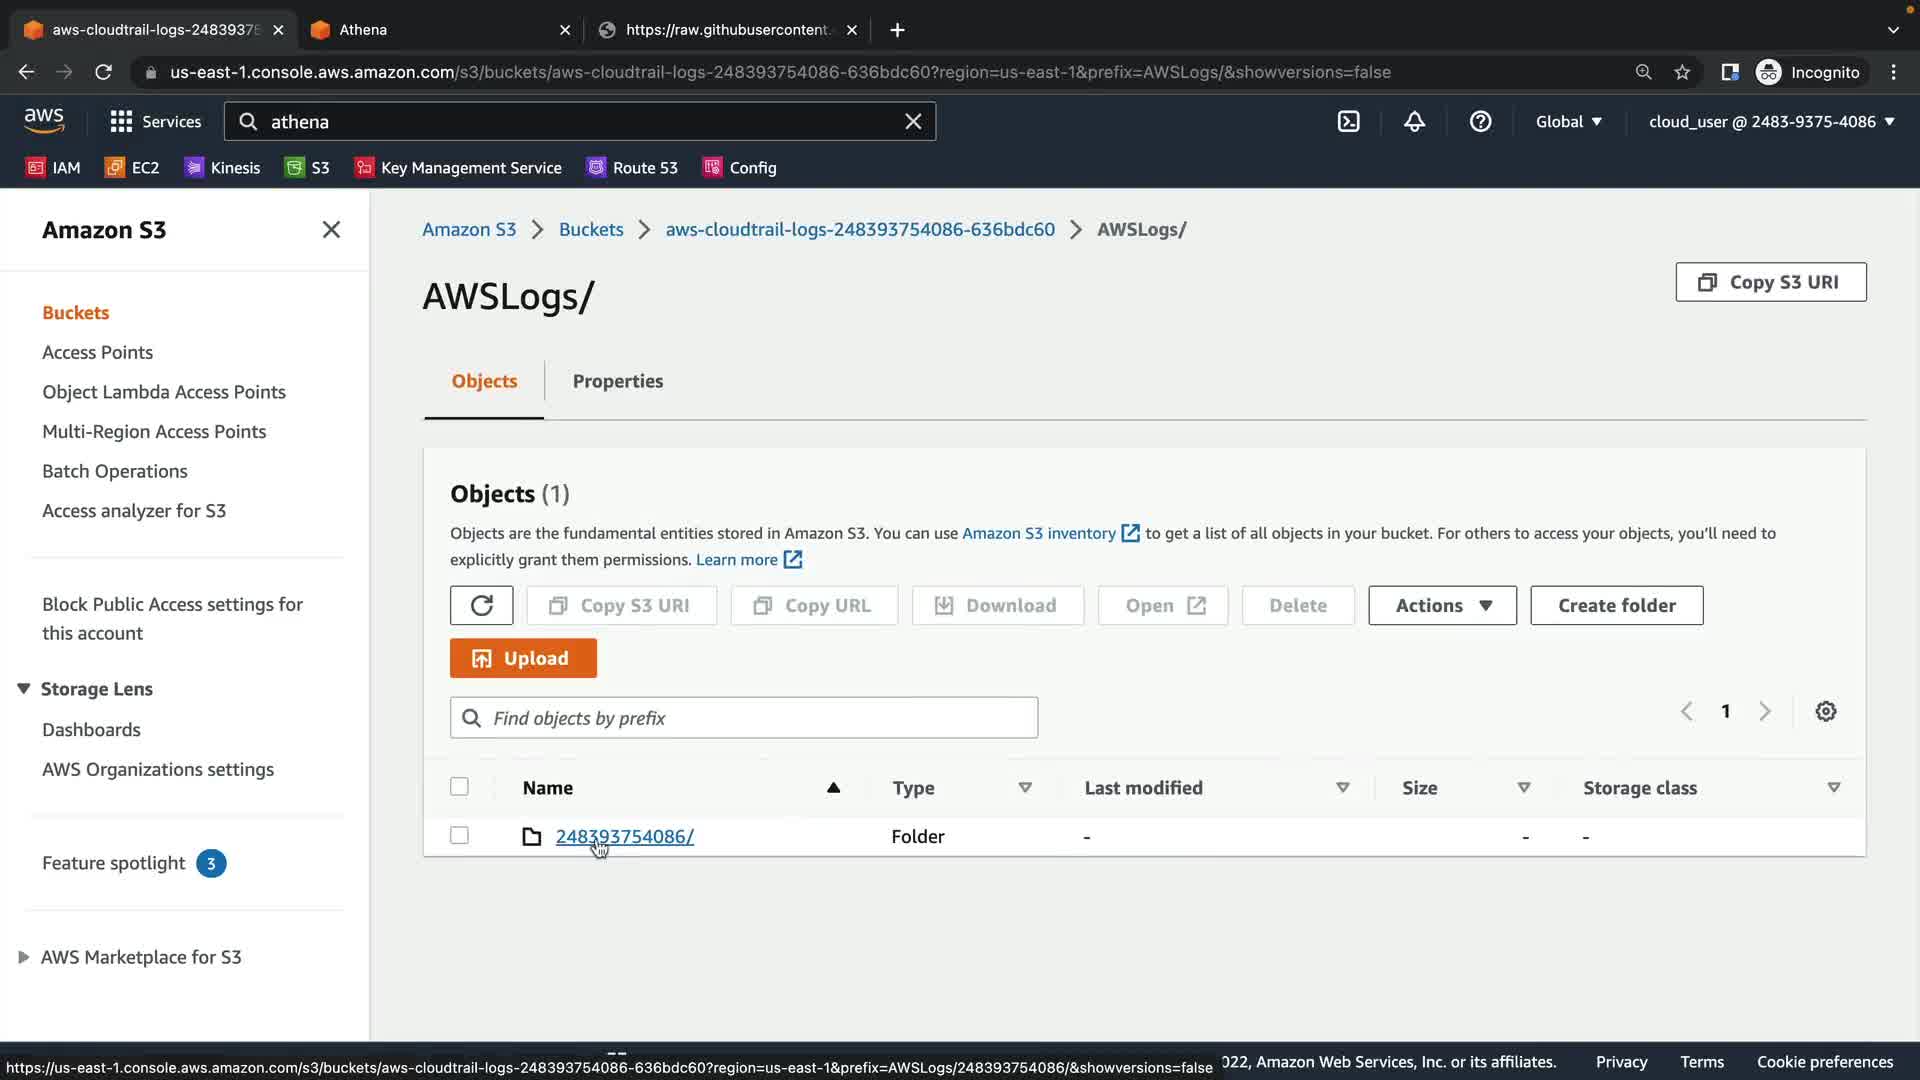 aws-cloudtrail-logs-2483937
Athena
https://raw.githubusercontent.
us-east-1.console.aws.amazon.com/s3/buckets/aws-cloudtrail-logs-248393754086-636bdc60?region=us-east-1&prefix=AWSLogs/&showversions=false
Incognito
aws
Services
athena
Global
cloud_user @ 2483-9375-4086
IAM
EC2
Kinesis
S3
Key Management Service
Route 53
Config
Amazon S3
Buckets
Access Points
Object Lambda Access Points
Multi-Region Access Points
Batch Operations
Access analyzer for S3
Block Public Access settings for
this account
Storage Lens
Dashboards
AWS Organizations settings
Feature spotlight 3
AWS Marketplace for S3
Amazon S3 > Buckets > aws-cloudtrail-logs-248393754086-636bdc60 > AWSLogs/
AWSLogs/
Copy S3 URI
Objects
Properties
Objects (1)
Objects are the fundamental entities stored in Amazon S3. You can use Amazon S3 inventory to get a list of all objects in your bucket. For others to access your objects, you'll need to
explicitly grant them permissions. Learn more
Copy S3 URI
Copy URL
Download
Open
Delete
Actions
Create folder
Upload
Find objects by prefix
1
Name
Type
Last modified
Size
Storage class
248393754086/
Folder
-
-
-
https://us-east-1.console.aws.amazon.com/s3/buckets/aws-cloudtrail-logs-248393754086-636bdc60?region=us-east-1&prefix=AWSLogs/248393754086/&showversions=false
022, Amazon Web Services, Inc. or its affiliates.
Privacy
Terms
Cookie preferences